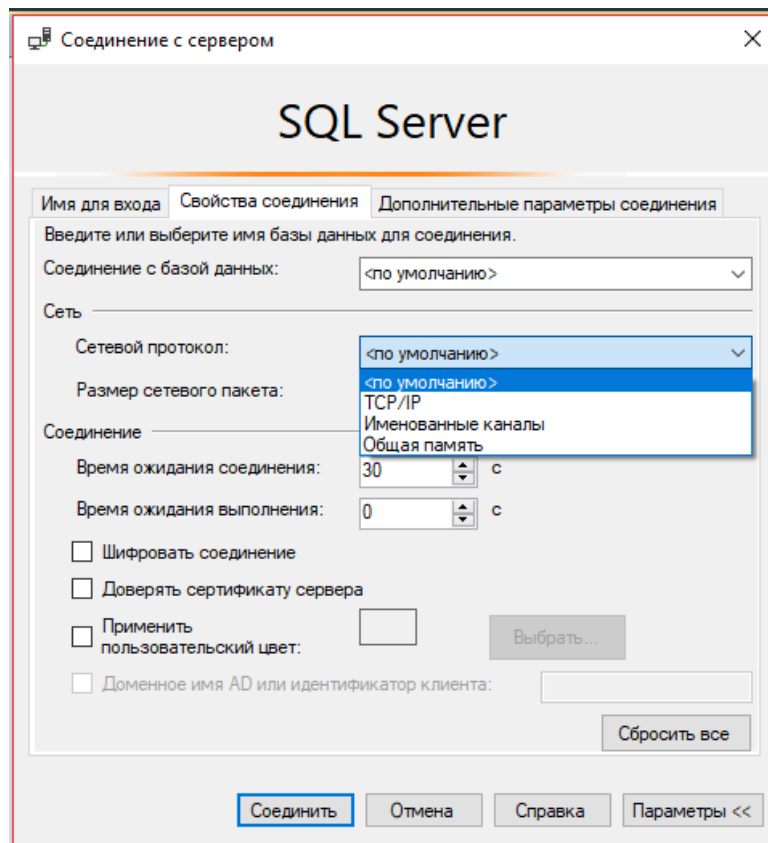 Соединение с сервером
SQL Server
Имя для входа Свойства соединения Дополнительные параметры соединения
Введите или выберите имя базы данных для соединения.
Соединение с базой данных: <по умолчанию>
Сеть
Сетевой протокол: <по умолчанию>
<по умолчанию>
Размер сетевого пакета:
TCP/IP
Именованные каналы
Общая память
Соединение
Время ожидания соединения: 30 с
Время ожидания выполнения: 0 с
Шифровать соединение
Доверять сертификату сервера
Применить
пользовательский цвет:
Выбрать...
Доменное имя AD или идентификатор клиента:
Сбросить все
Соединить Отмена Справка Параметры <<